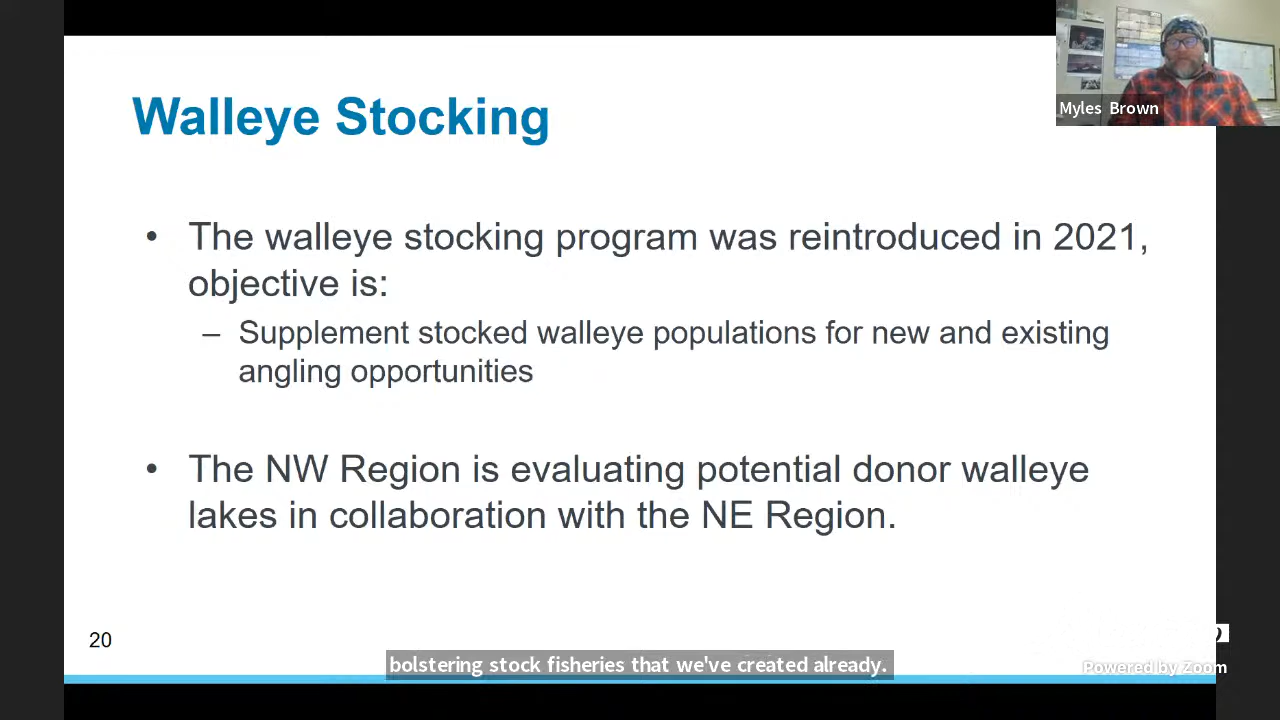 Myles Brown
Walleye Stocking
• The walleye stocking program was reintroduced in 2021,
objective is:
– Supplement stocked walleye populations for new and existing
angling opportunities
• The NW Region is evaluating potential donor walleye
lakes in collaboration with the NE Region.
20
bolstering stock fisheries that we've created already.
Powered by Zoom